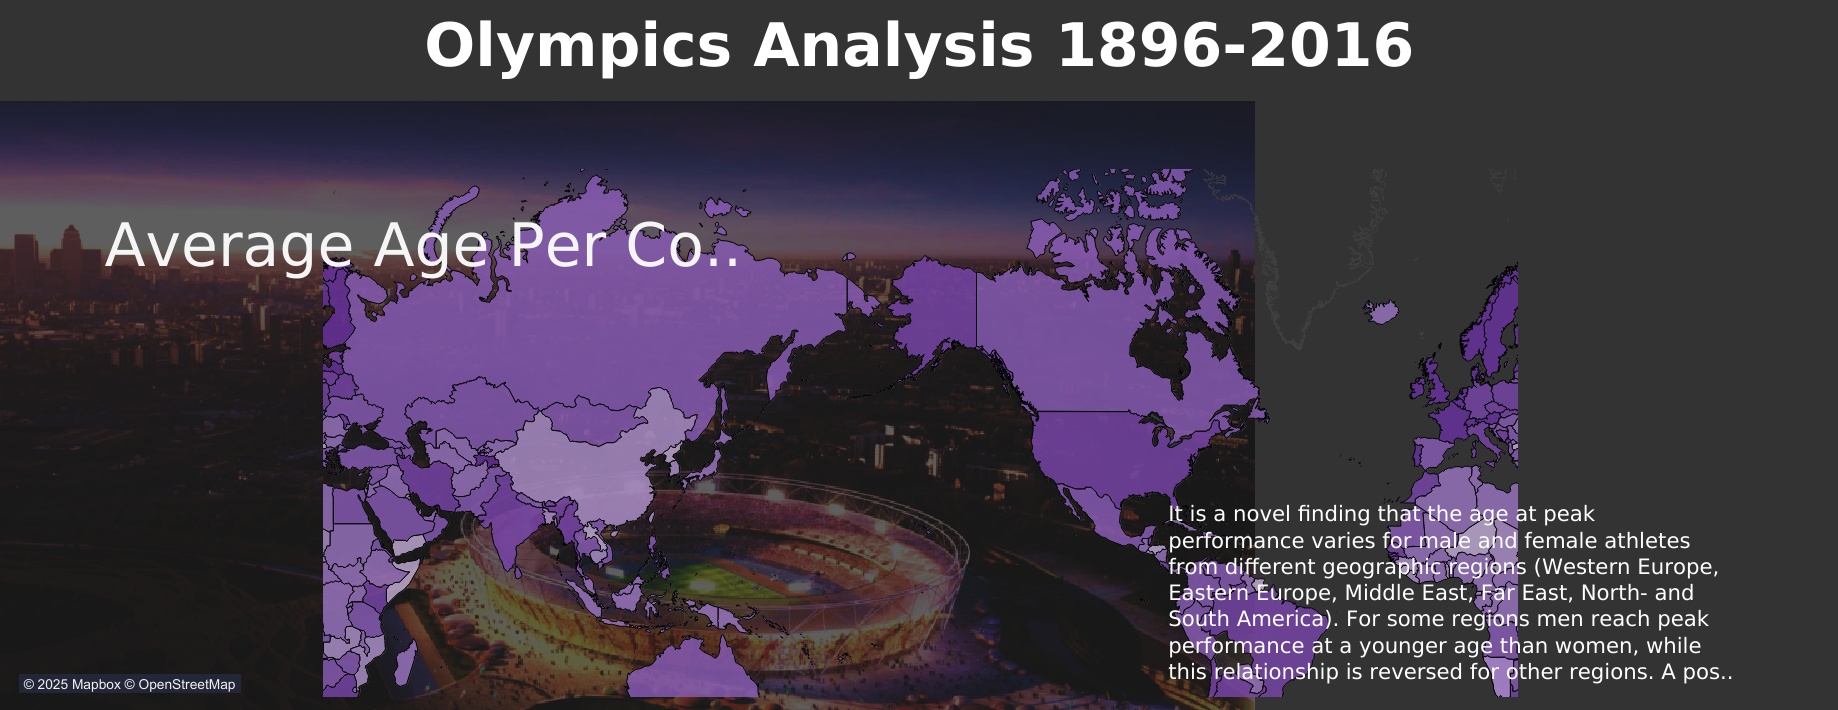 Olympics Analysis 1896-2016
Average Age Per Co..
It is a novel finding that the age at peak
performance varies for male and female athletes
from different geographic regions (Western Europe,
Eastern Europe, Middle East, Far East, North- and
South America). For some regions men reach peak
performance at a younger age than women, while
this relationship is reversed for other regions. A pos..
© 2025 Mapbox © OpenStreetMap